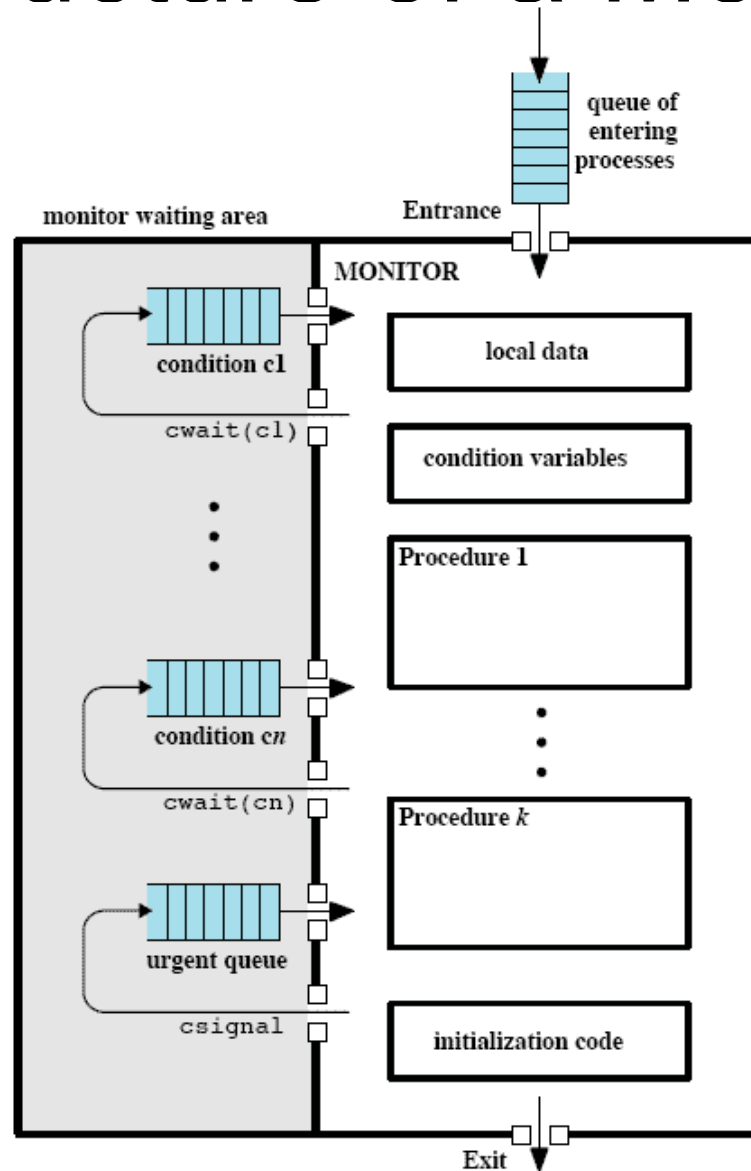 queue of
entering
processes
Entrance
monitor waiting area
MONITOR
condition c1
cwait(c1)
local data
condition variables
Procedure 1
condition cn
cwait(cn)
Procedure k
urgent queue
csignal
initialization code
Exit